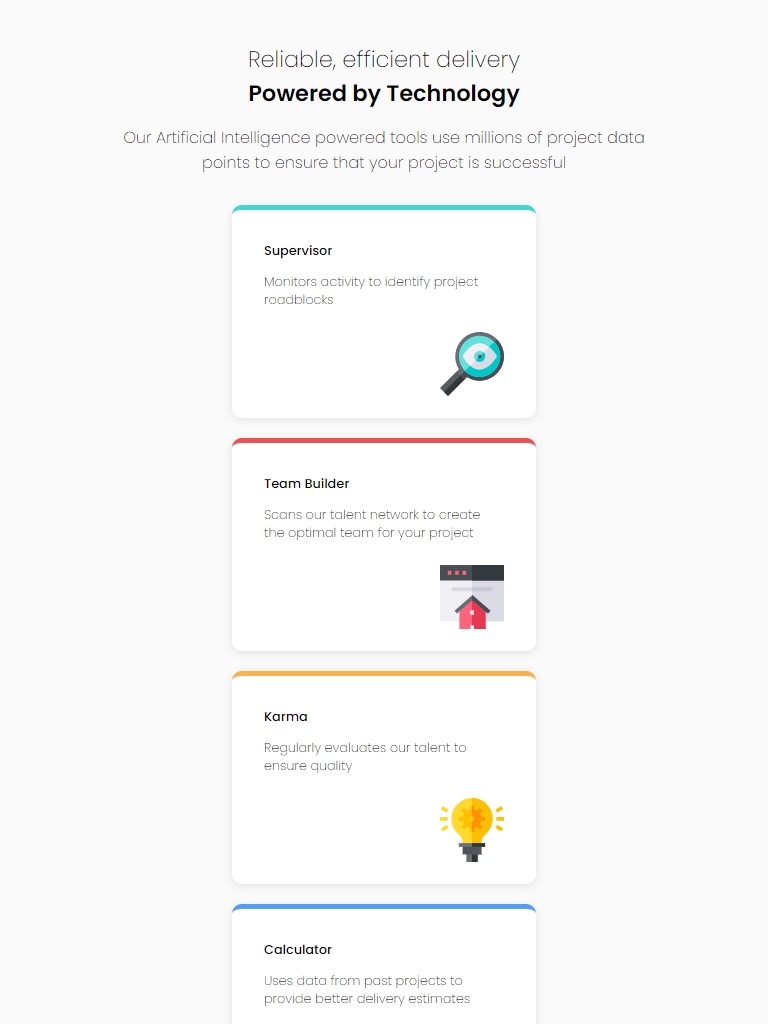 Reliable, efficient delivery
Powered by Technology
Our Artificial Intelligence powered tools use millions of project data
points to ensure that your project is successful
Supervisor
Monitors activity to identify project
roadblocks
Team Builder
Scans our talent network to create
the optimal team for your project
Karma
Regularly evaluates our talent to
ensure quality
Calculator
Uses data from past projects to
provide better delivery estimates